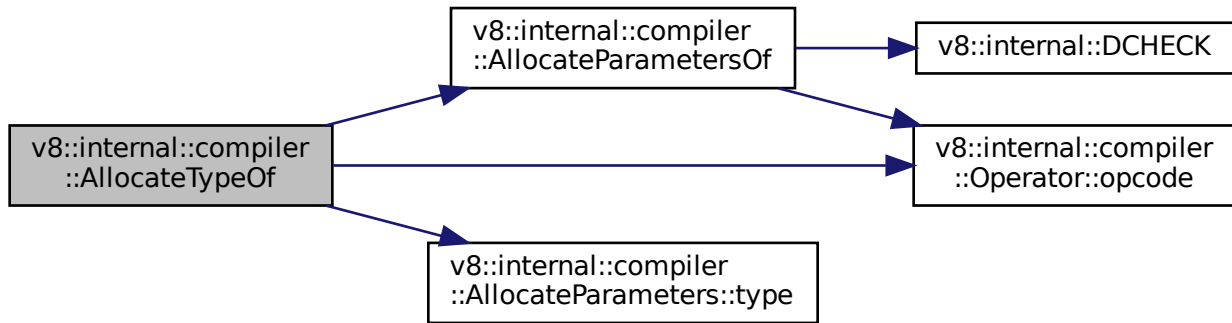 v8::internal::compiler
::AllocateTypeOf
v8::internal::compiler
::AllocateParametersOf
v8::internal::DCHECK
v8::internal::compiler
::Operator::opcode
v8::internal::compiler
::AllocateParameters::type